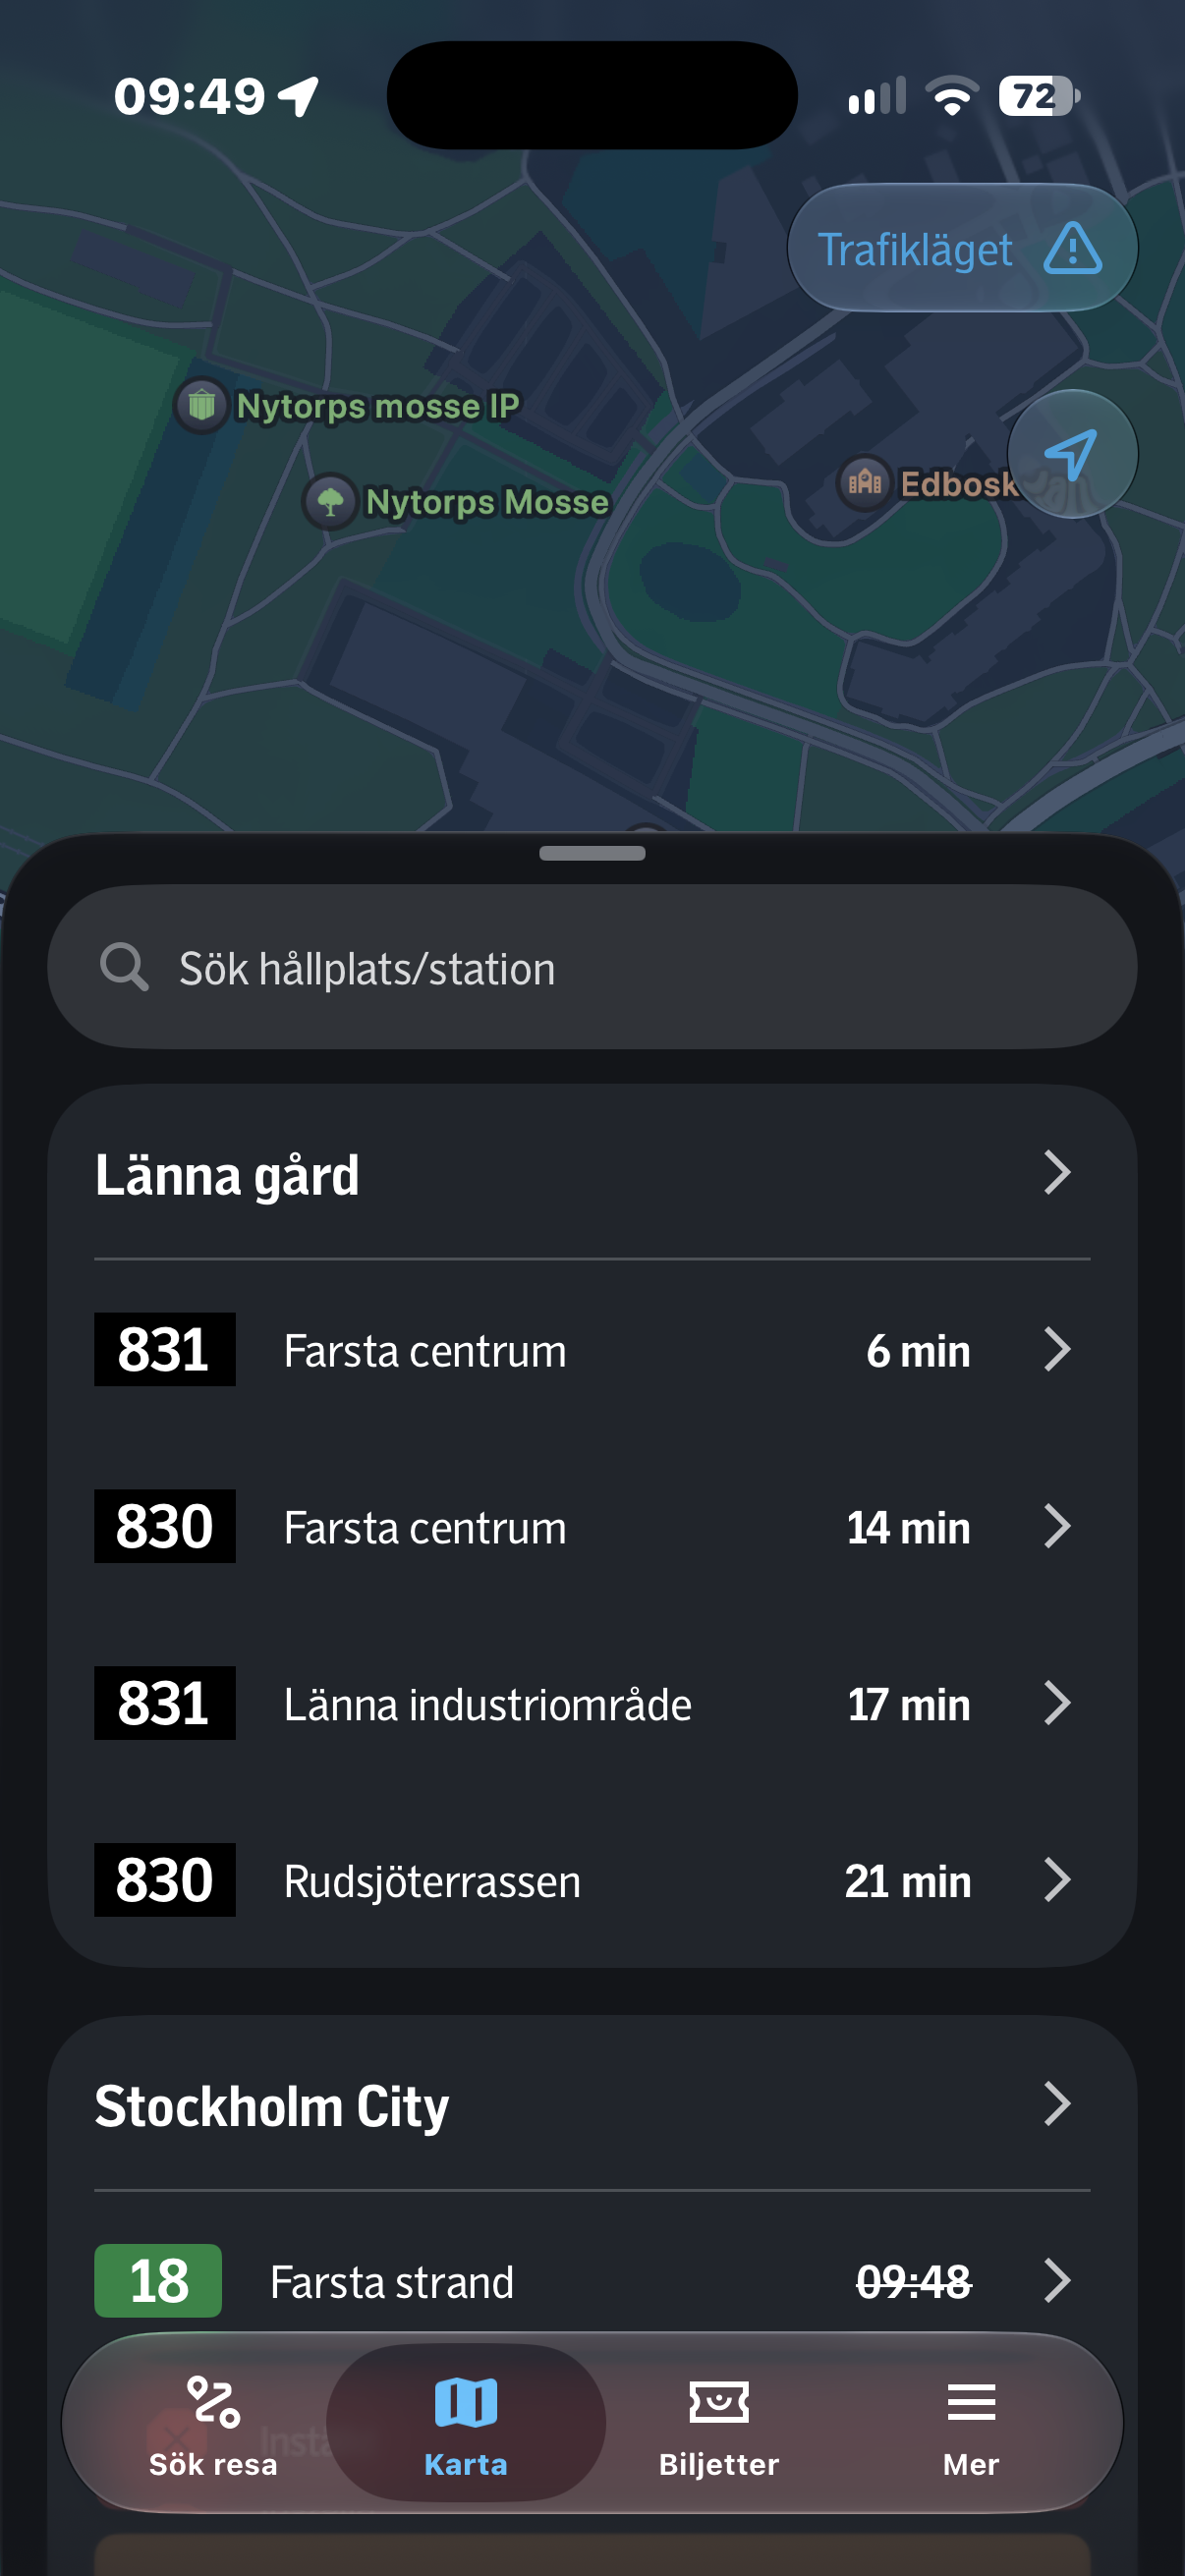 09:49
72
Trafikläget
Nytorps mosse IP
Nytorps Mosse
Sök hållplats/station
Länna gård
831 Farsta centrum 6 min
830 Farsta centrum 14 min
831 Länna industriområde 17 min
830 Rudsjöterrassen 21 min
Stockholm City
18 Farsta strand 09:48
Sök resa Karta Biljetter Mer